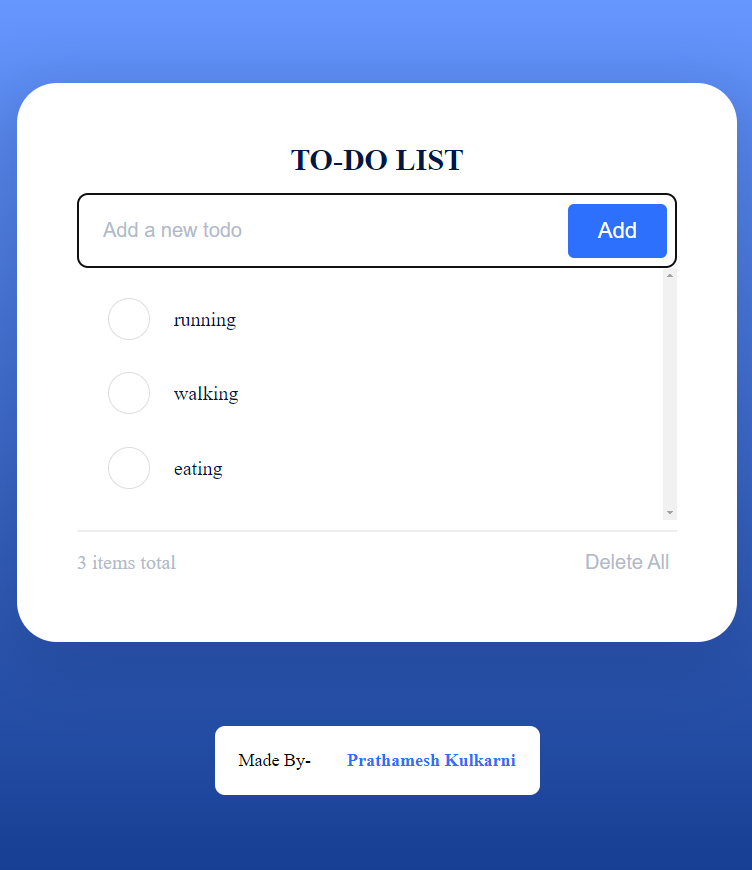 TO-DO LIST
Add a new todo Add
running
walking
eating
3 items total Delete All
Made By- Prathamesh Kulkarni